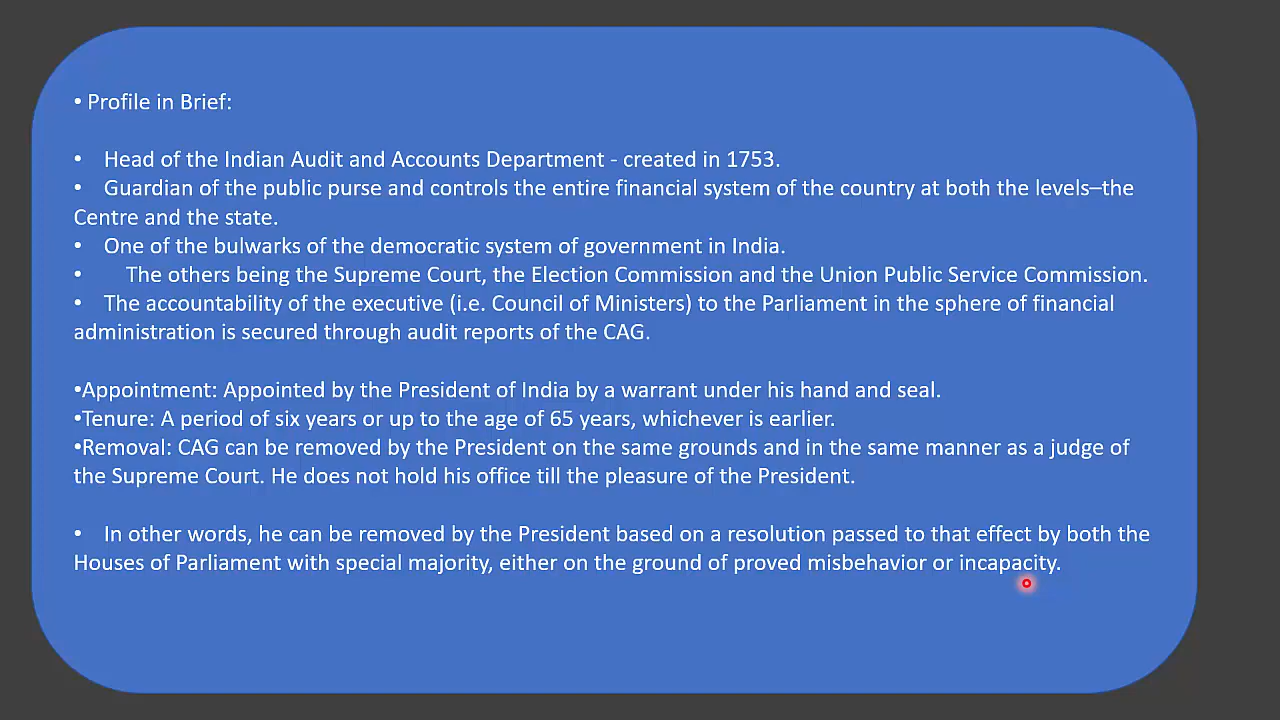 • Profile in Brief:
• Head of the Indian Audit and Accounts Department - created in 1753.
• Guardian of the public purse and controls the entire financial system of the country at both the levels–the
Centre and the state.
• One of the bulwarks of the democratic system of government in India.
• The others being the Supreme Court, the Election Commission and the Union Public Service Commission.
• The accountability of the executive (i.e. Council of Ministers) to the Parliament in the sphere of financial
administration is secured through audit reports of the CAG.
•Appointment: Appointed by the President of India by a warrant under his hand and seal.
•Tenure: A period of six years or up to the age of 65 years, whichever is earlier.
•Removal: CAG can be removed by the President on the same grounds and in the same manner as a judge of
the Supreme Court. He does not hold his office till the pleasure of the President.
• In other words, he can be removed by the President based on a resolution passed to that effect by both the
Houses of Parliament with special majority, either on the ground of proved misbehavior or incapacity.